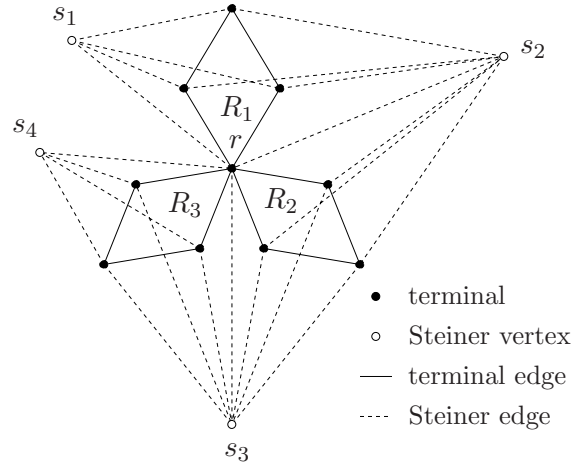 s₁
s₂
R₁
s₄
r
R₃
R₂
terminal
Steiner vertex
terminal edge
Steiner edge
s₃